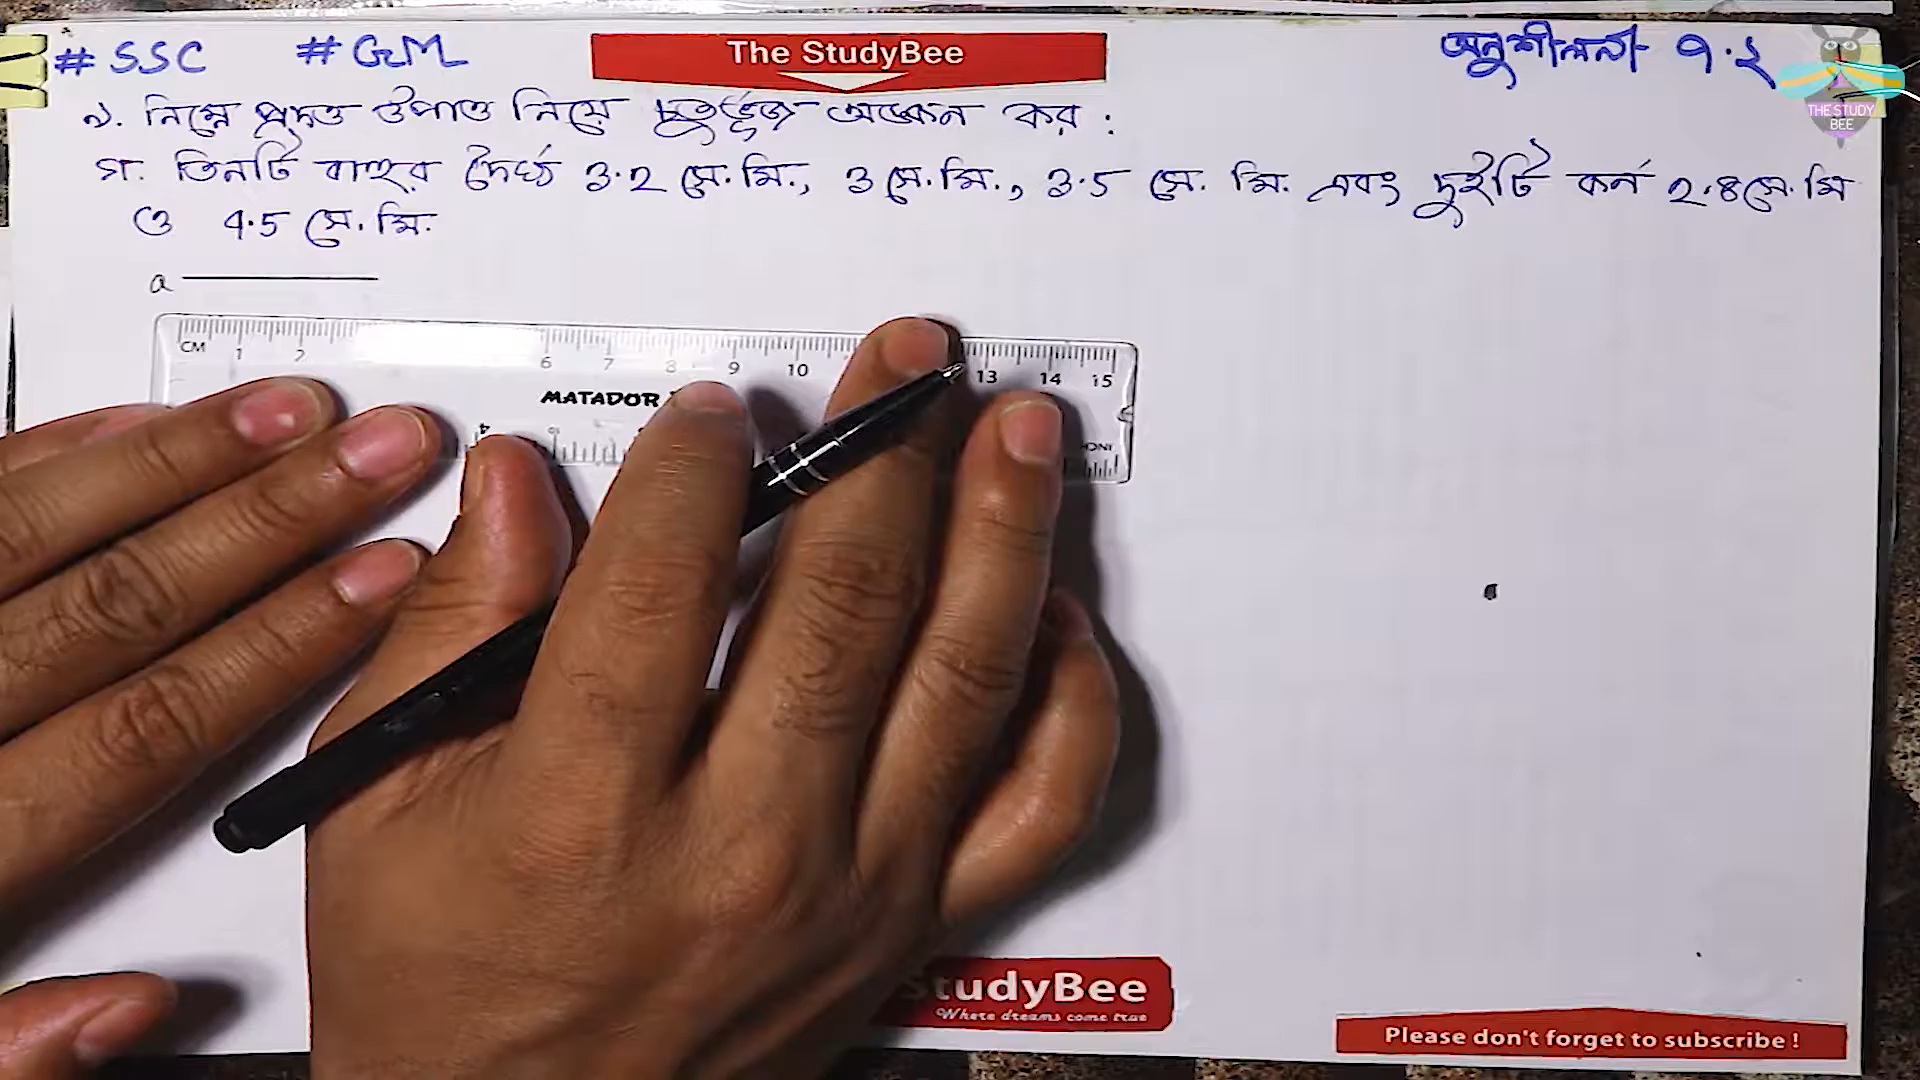 # SSC # GM The StudyBee অনুশীলনী ৭.২
THE STUDY BEE
৯. নিম্নে প্রদত্ত উপাত্ত নিয়ে চতুর্ভুজ অঙ্কন কর :
গ. তিনটি বাহুর দৈর্ঘ্য 3.2 সে.মি., 3 সে.মি., 3.5 সে. মি. এবং দুইটি কর্ন 2.8 সে.মি
ও 4.5 সে.মি.
a
CM 1 2 6 7 8 9 10 13 14 15
MATADOR
INCH
StudyBee
Where dreams come true
Please don't forget to subscribe !